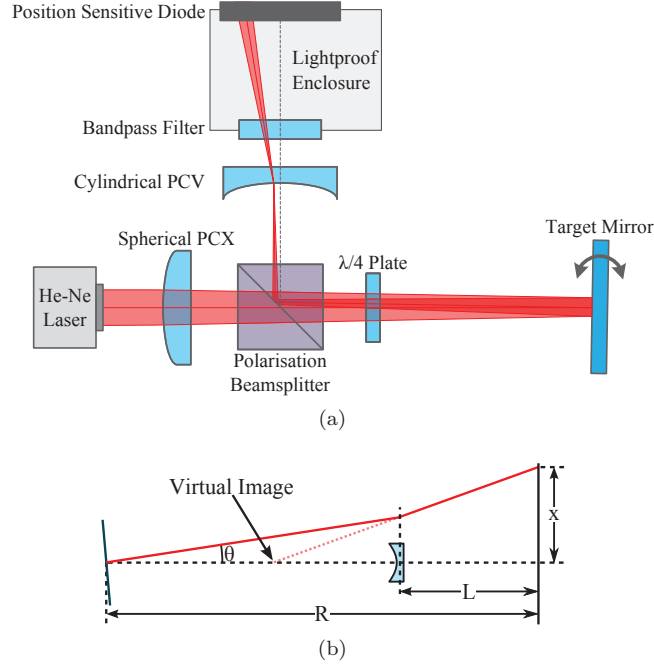 Position Sensitive Diode
Lightproof
Enclosure
Bandpass Filter
Cylindrical PCV
Spherical PCX
λ/4 Plate
Target Mirror
He-Ne
Laser
Polarisation
Beamsplitter
(a)
Virtual Image
θ
x
L
R
(b)